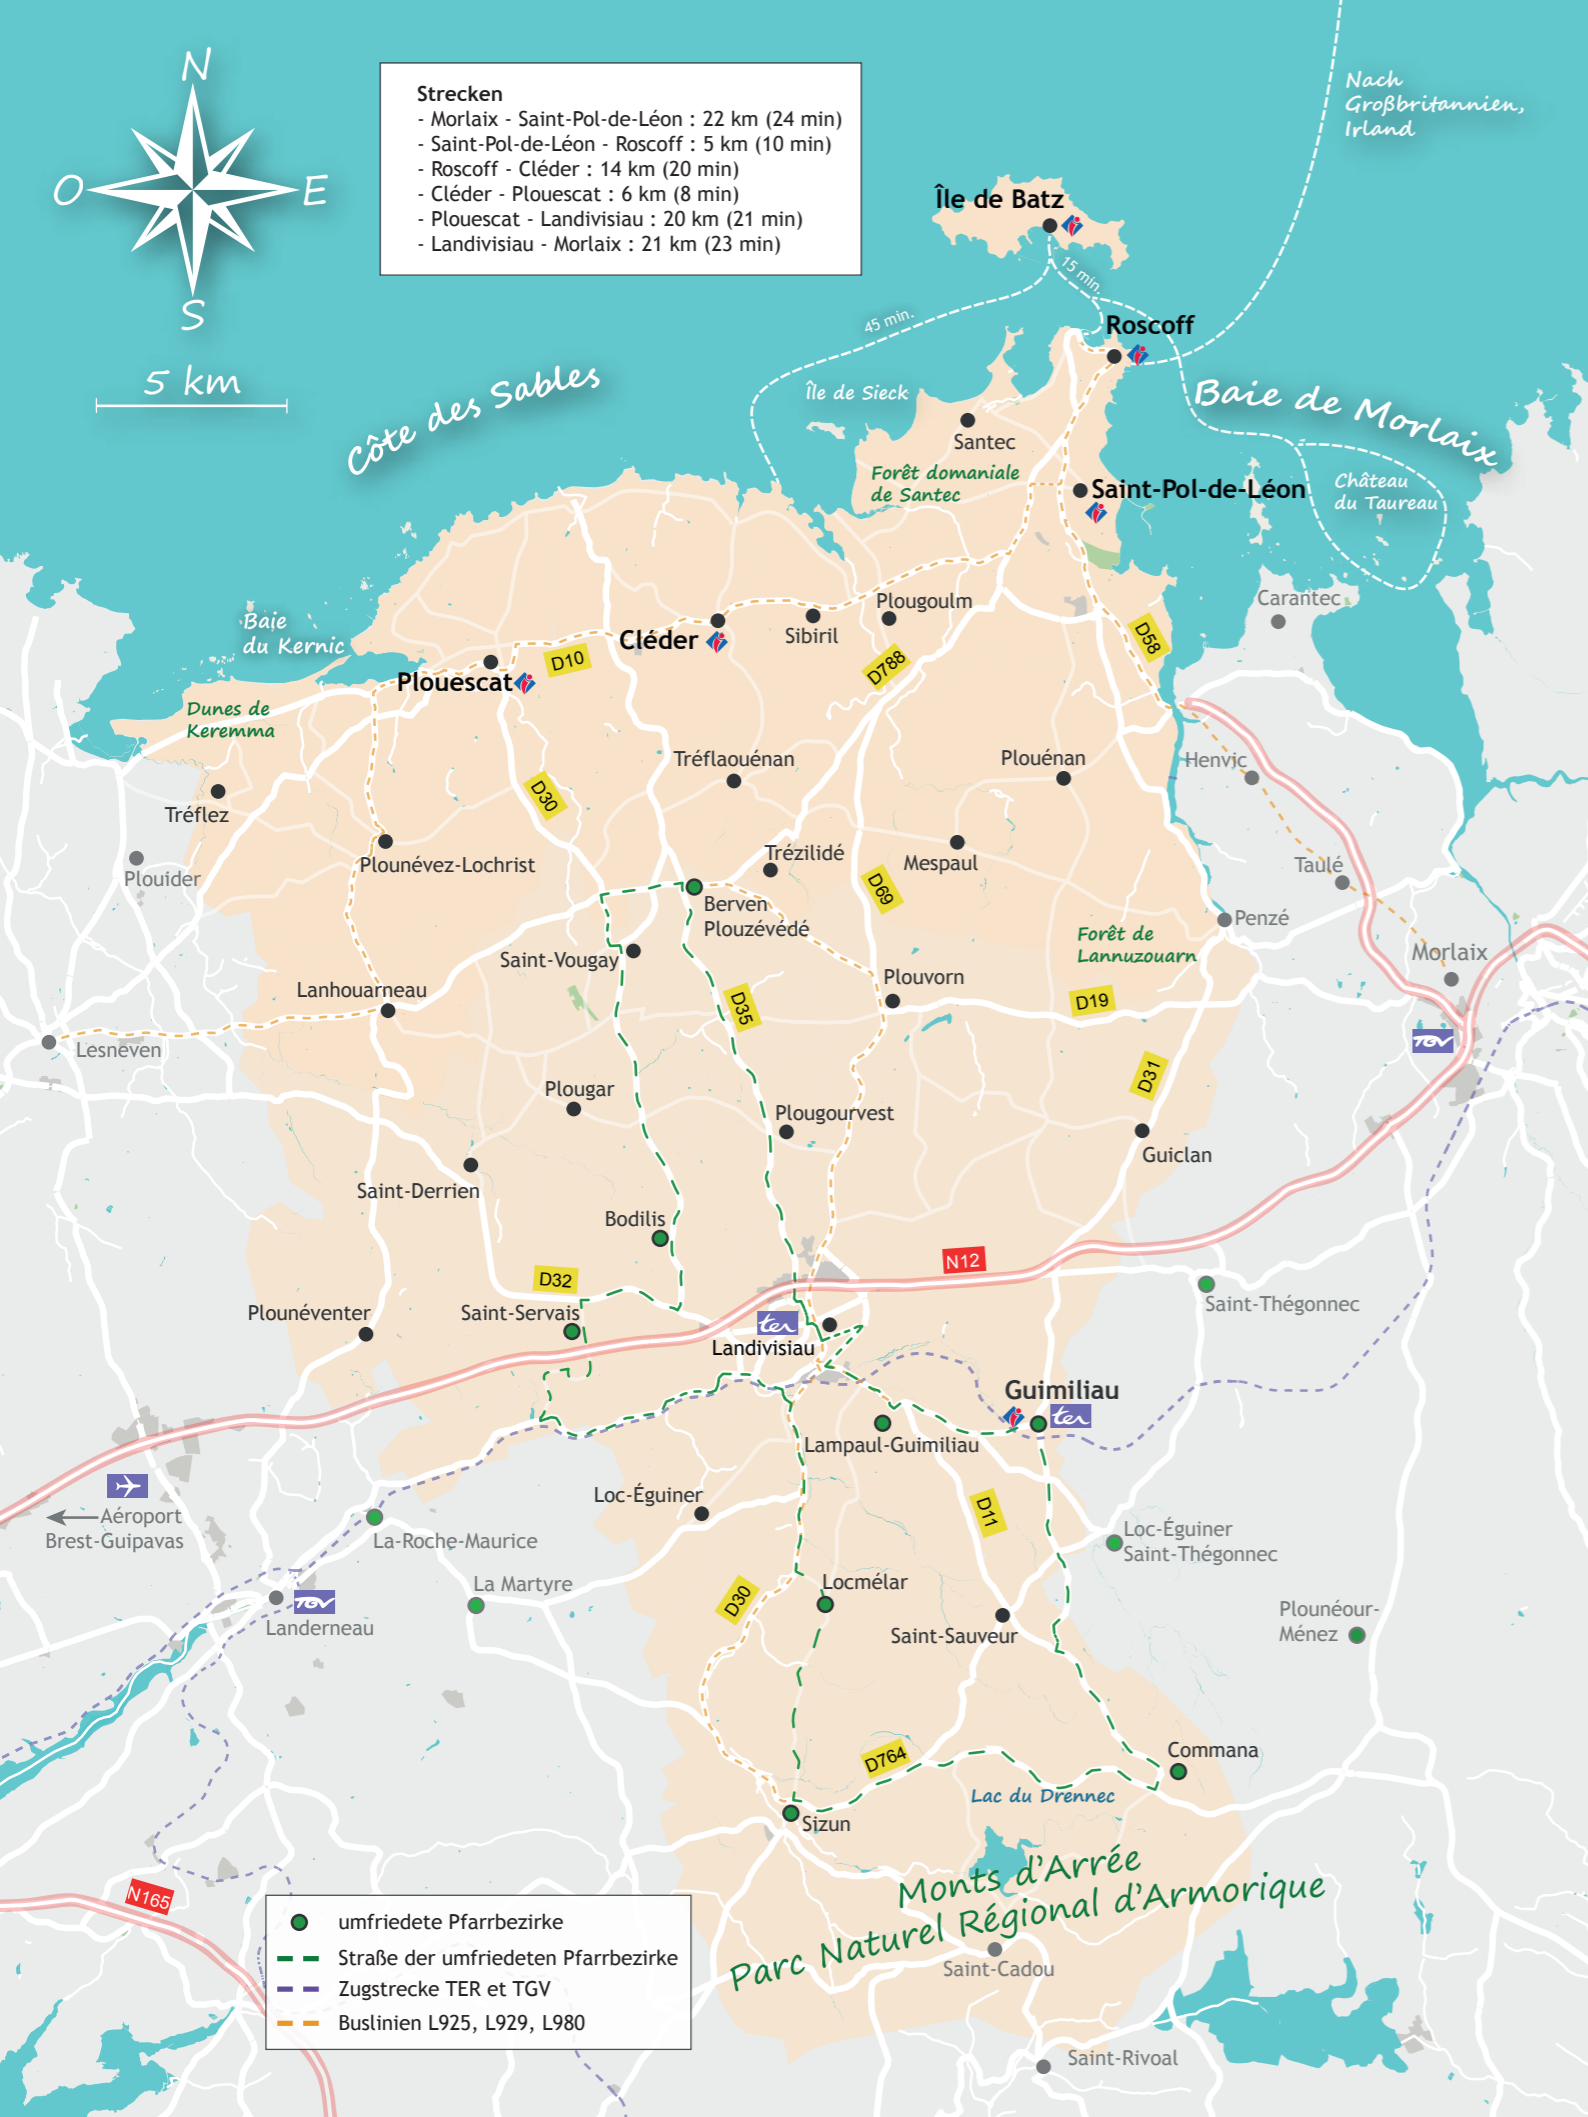 N
O
E
S
5 km
Strecken
- Morlaix - Saint-Pol-de-Léon : 22 km (24 min)
- Saint-Pol-de-Léon - Roscoff : 5 km (10 min)
- Roscoff - Cléder : 14 km (20 min)
- Cléder - Plouescat : 6 km (8 min)
- Plouescat - Landivisiau : 20 km (21 min)
- Landivisiau - Morlaix : 21 km (23 min)
Nach
Großbritannien,
Irland
Île de Batz
15 min.
45 min.
Roscoff
Côte des Sables
Île de Sieck
Baie de Morlaix
Santec
Forêt domaniale
de Santec
Saint-Pol-de-Léon
Château
du Taureau
Carantec
Baie
du Kernic
Plougoulm
Sibiril
Cléder
D58
D10
D788
Plouescat
Dunes de
Keremma
Tréflaouénan
Plouénan
Henvic
D30
Tréflez
Plounévez-Lochrist
Trézilidé
Mespaul
Taulé
Plouider
D69
Berven
Plouzévédé
Penzé
Forêt de
Lannuzouarn
Saint-Vougay
Morlaix
Plouvorn
Lanhouarneau
D35
D19
TGV
Lesneven
Plougar
D31
Plougourvest
Guiclan
Saint-Derrien
Bodilis
N12
D32
Plounéventer
Saint-Servais
Saint-Thégonnec
ter
Landivisiau
Guimiliau
ter
Lampaul-Guimiliau
Loc-Éguiner
D11
Aéroport
Brest-Guipavas
La-Roche-Maurice
Loc-Éguiner
Saint-Thégonnec
La Martyre
Locmélar
D30
TGV
Landerneau
Saint-Sauveur
Plounéour-
Ménez
Commana
D764
Lac du Drennec
Sizun
Monts d'Arrée
Parc Naturel Régional d'Armorique
N165
Saint-Cadou
Saint-Rivoal
umfriedete Pfarrbezirke
Straße der umfriedeten Pfarrbezirke
Zugstrecke TER et TGV
Buslinien L925, L929, L980